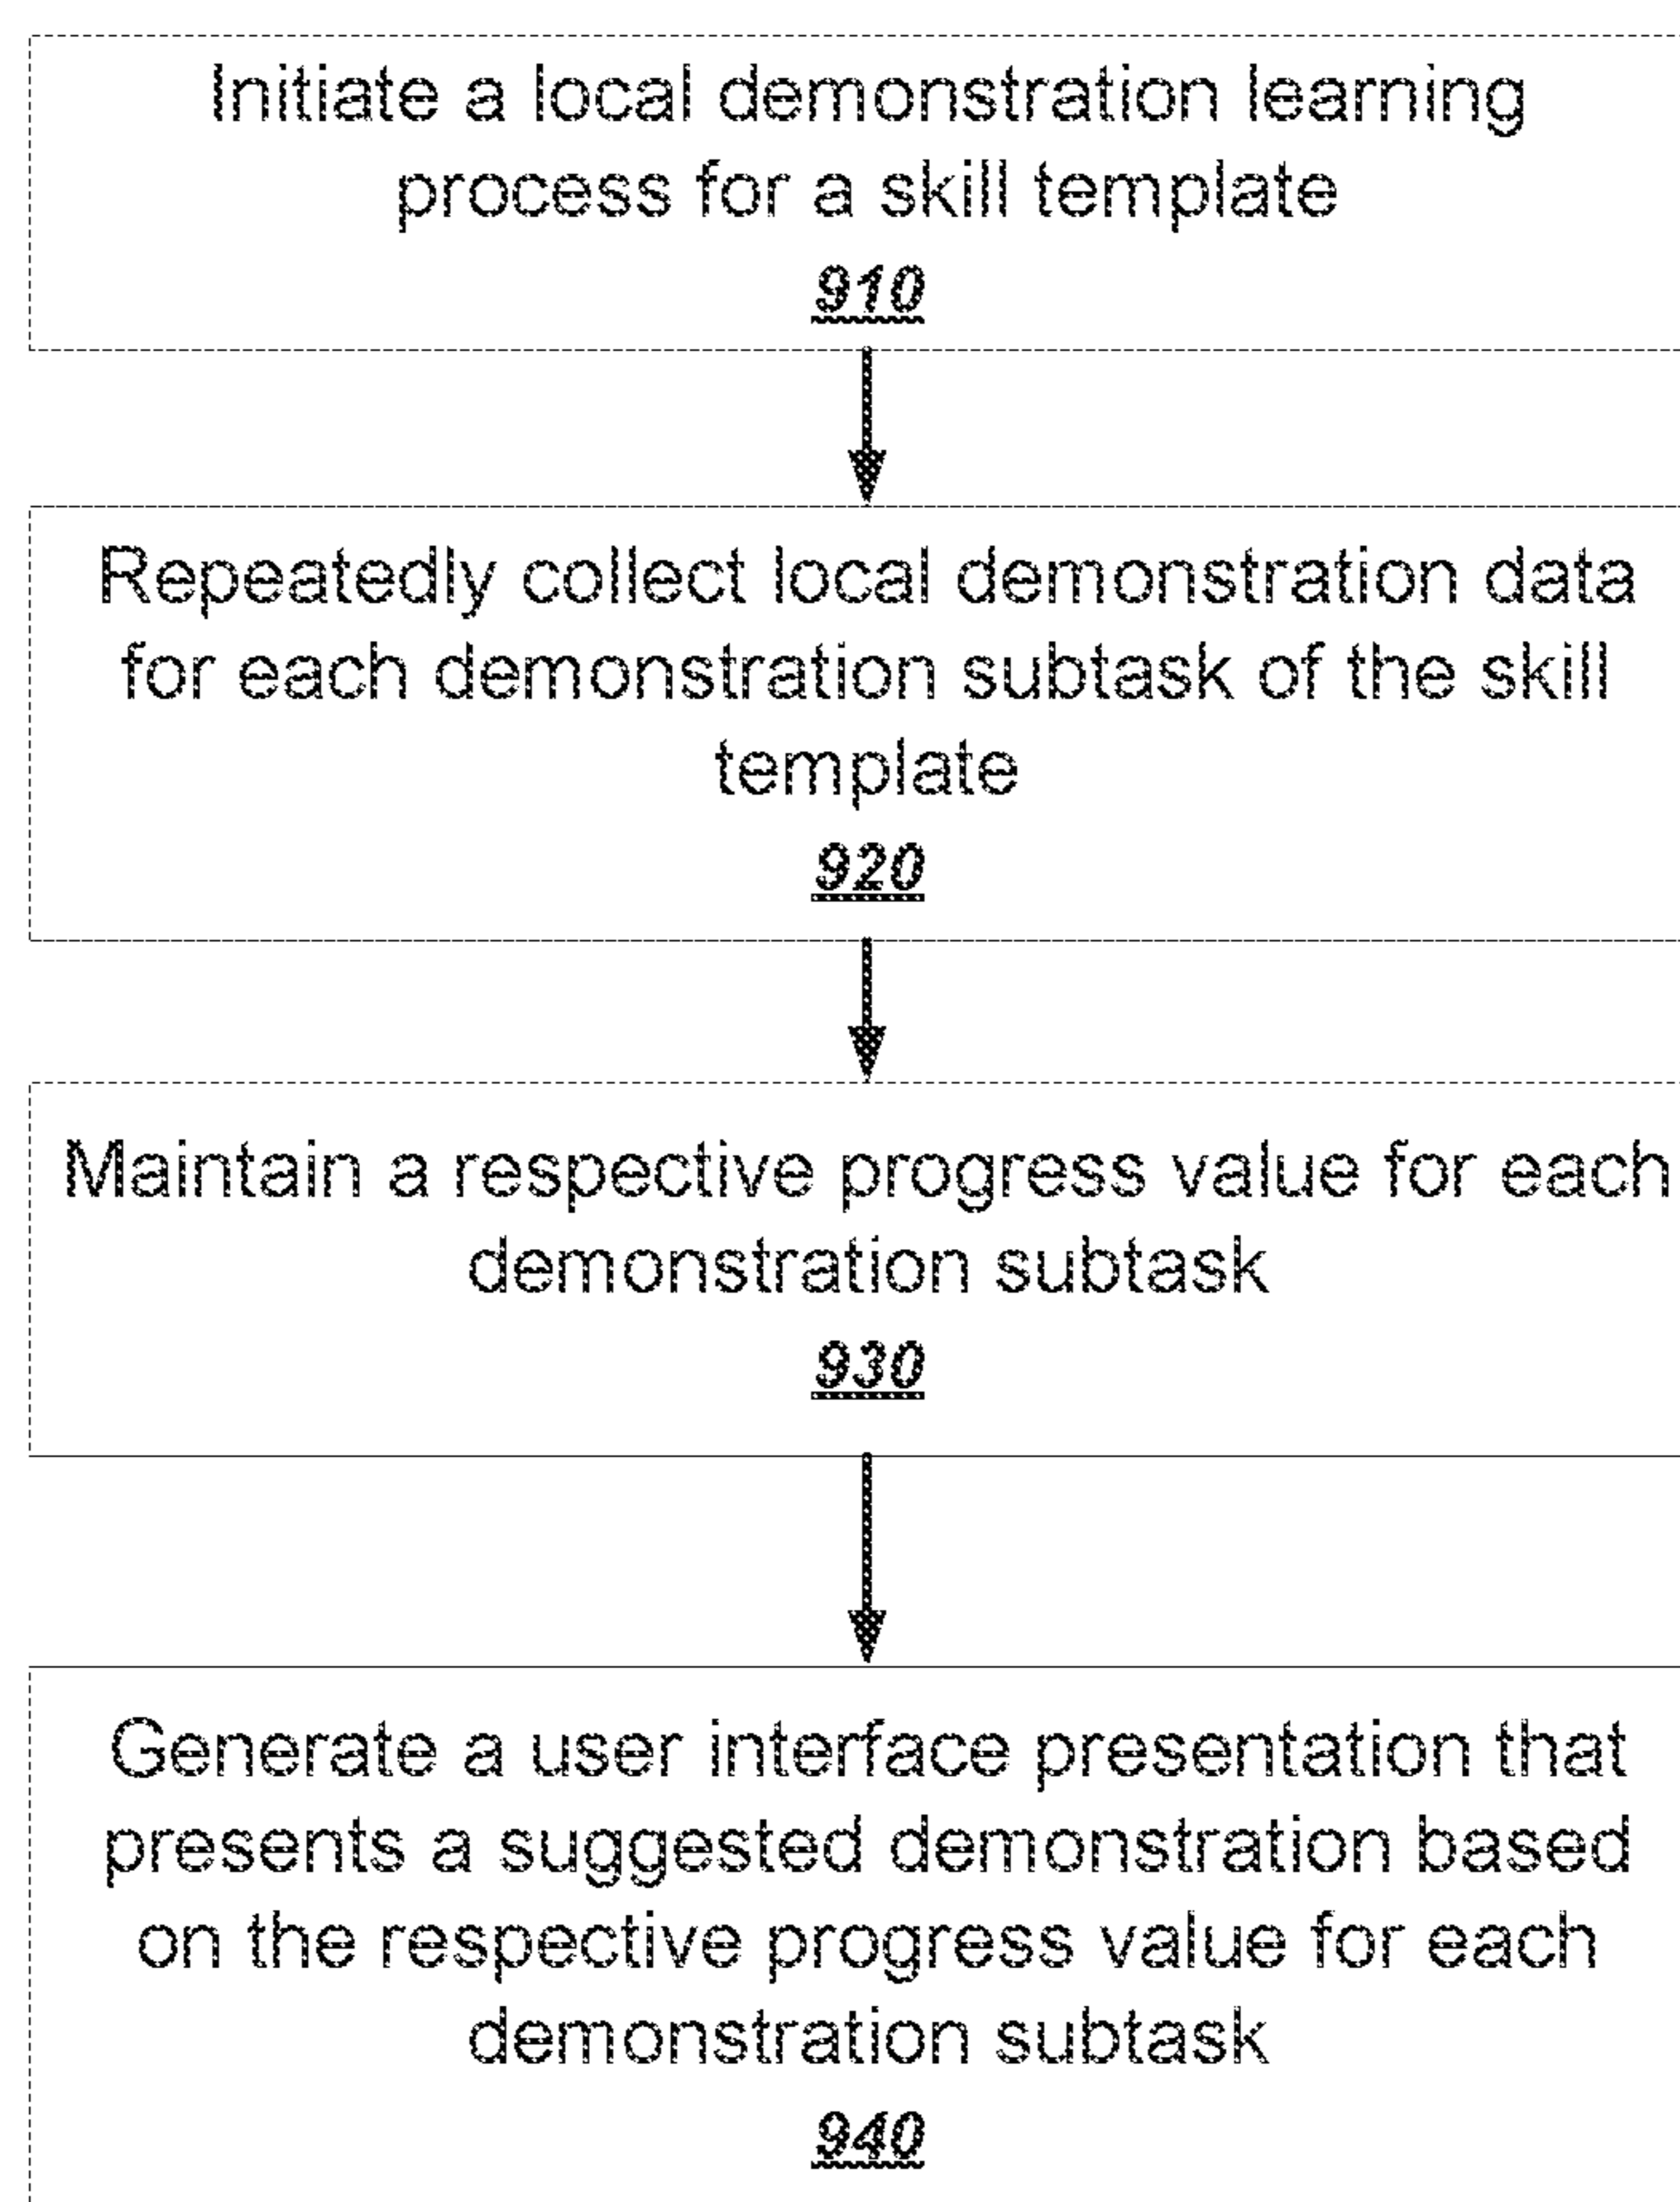 Initiate a local demonstration learning
process for a skill template
910
Repeatedly collect local demonstration data
for each demonstration subtask of the skill
template
920
Maintain a respective progress value for each
demonstration subtask
930
Generate a user interface presentation that
presents a suggested demonstration based
on the respective progress value for each
demonstration subtask
940